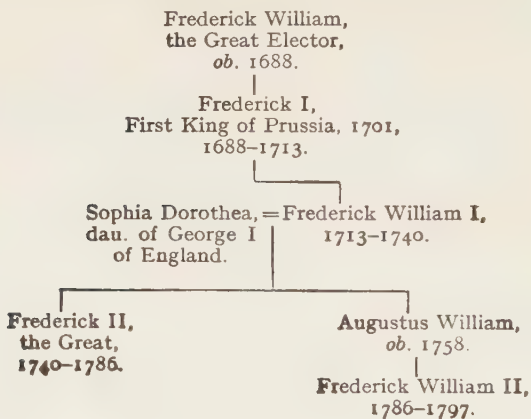 Frederick William,
the Great Elector,
ob. 1688.
Frederick I,
First King of Prussia, 1701,
1688–1713.
Sophia Dorothea, = Frederick William I,
dau. of George I
of England.
1713–1740.
Frederick II,
the Great,
1740–1786.
Augustus William,
ob. 1758.
Frederick William II,
1786–1797.